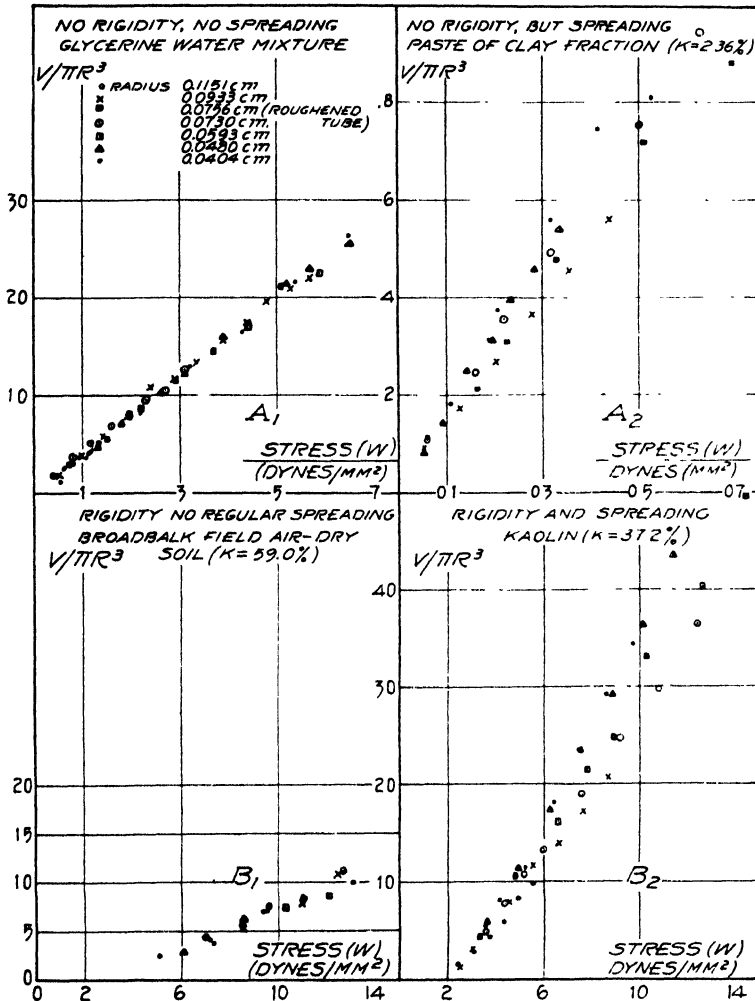 NO RIGIDITY, NO SPREADING
GLYCERINE WATER MIXTURE
V/πR³
RADIUS 0.1151 cm
0.0933 cm
0.0756 cm (ROUGHENED TUBE)
0.0730 cm.
0.0593 cm
0.0480 cm
0.0404 cm
30
20
10
0
1
3
5
7
A₁
STRESS (W)
(DYNES/MM²)
NO RIGIDITY, BUT SPREADING
PASTE OF CLAY FRACTION (K=2.36%)
V/πR³
.8
.6
.4
.2
01
03
05
07
A₂
STRESS (W)
DYNES (MM²)
RIGIDITY NO REGULAR SPREADING
BROADBALK FIELD AIR-DRY
SOIL (K=59.0%)
V/πR³
20
15
10
5
0
0
2
6
10
14
B₁
STRESS (W)
(DYNES/MM²)
RIGIDITY AND SPREADING
KAOLIN (K=37.2%)
V/πR³
40
30
20
10
2
6
10
14
B₂
STRESS (W)
(DYNES/MM²)